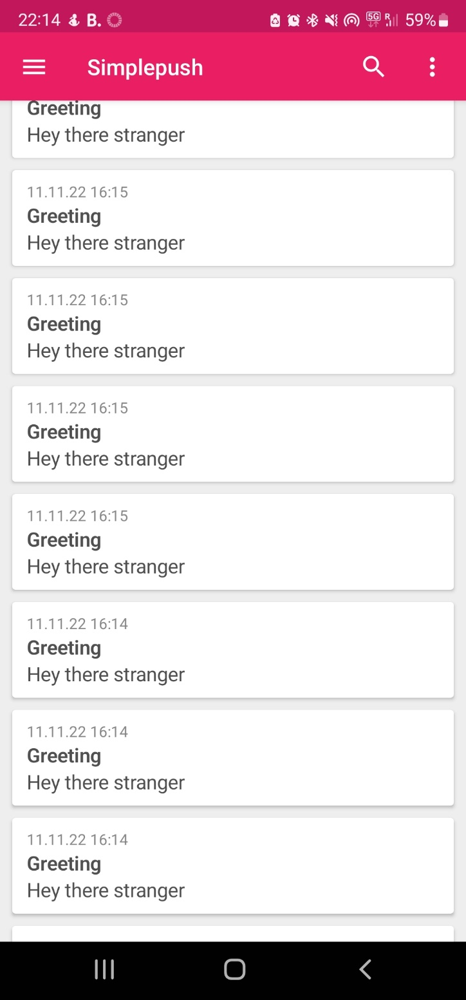 22:14 B. 5G R 59%
Simplepush
Greeting
Hey there stranger
11.11.22 16:15
Greeting
Hey there stranger
11.11.22 16:15
Greeting
Hey there stranger
11.11.22 16:15
Greeting
Hey there stranger
11.11.22 16:15
Greeting
Hey there stranger
11.11.22 16:14
Greeting
Hey there stranger
11.11.22 16:14
Greeting
Hey there stranger
11.11.22 16:14
Greeting
Hey there stranger